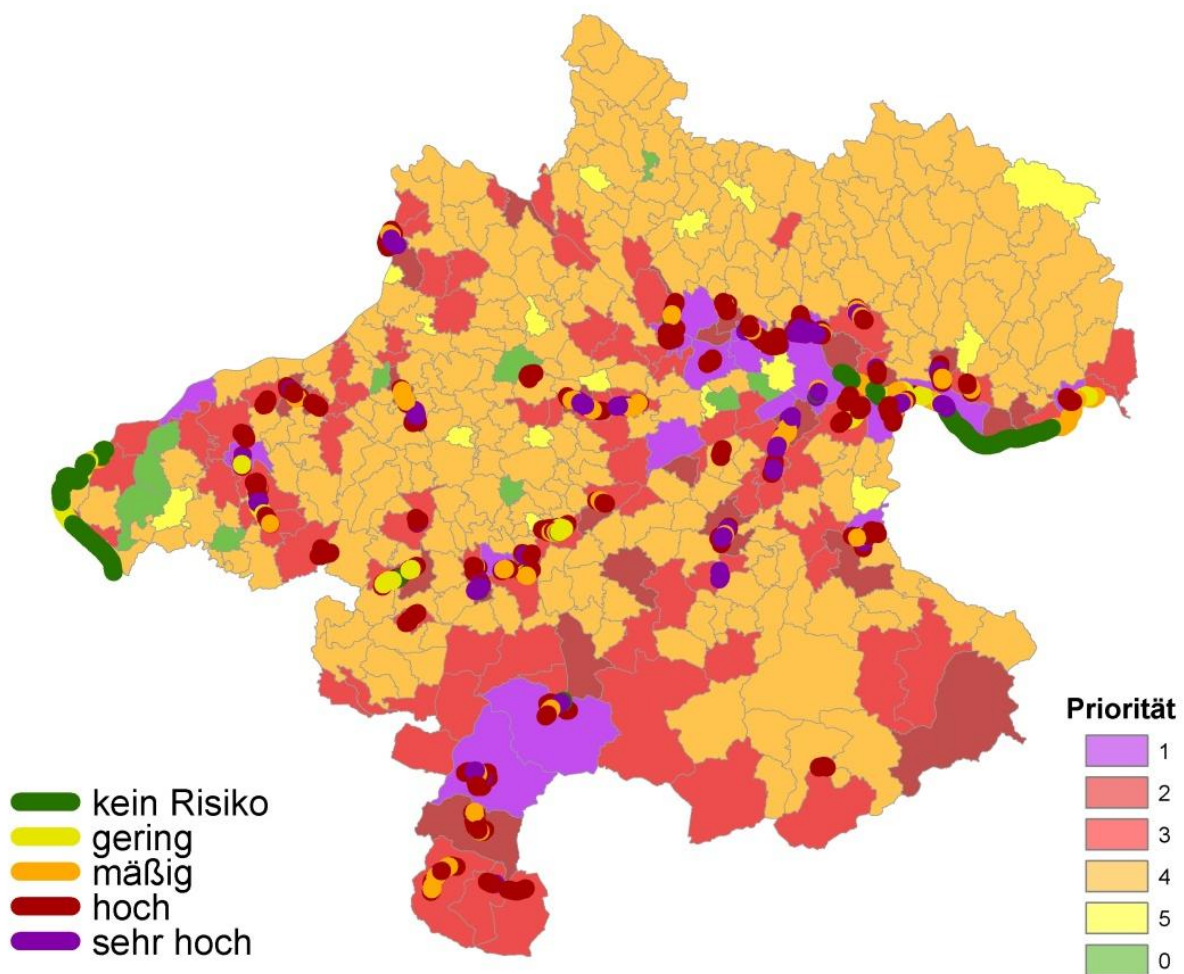 Priorität
1
2
3
4
5
0
kein Risiko
gering
mäßig
hoch
sehr hoch